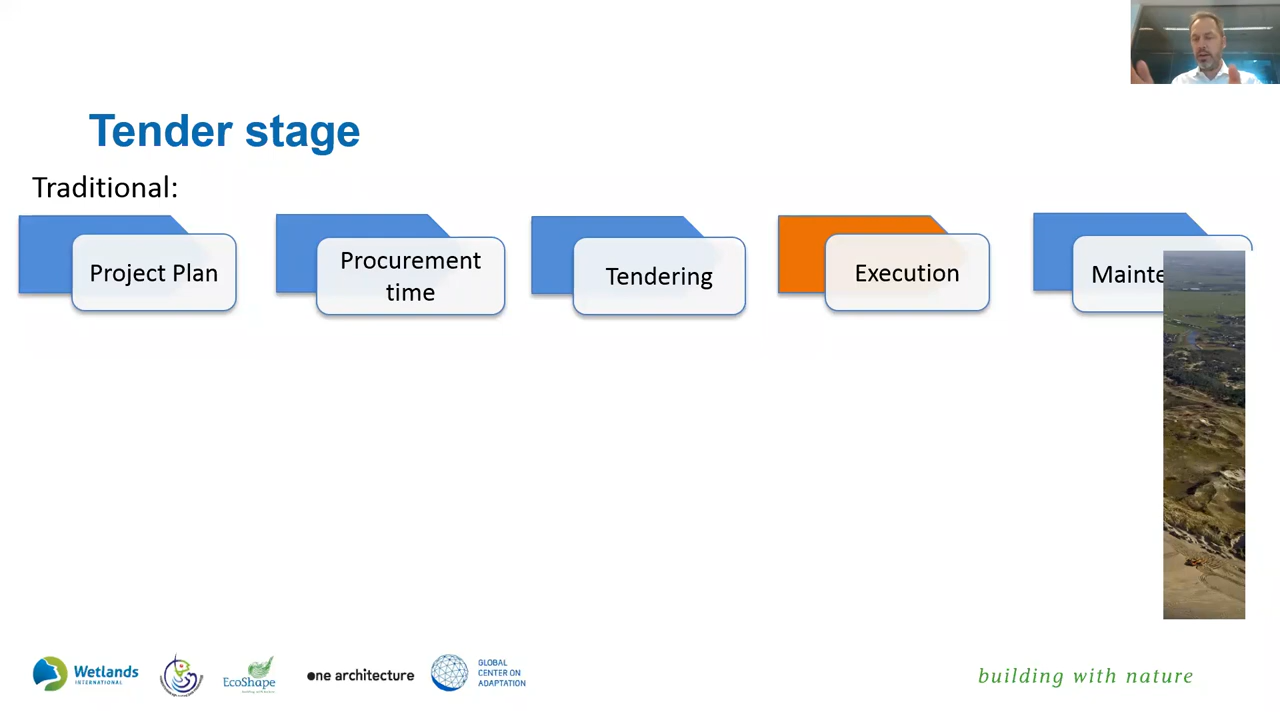 Tender stage
Traditional:
Project Plan
Procurement
time
Tendering
Execution
Mainte
Wetlands
INTERNATIONAL
EcoShape
one architecture
GLOBAL
CENTER ON
ADAPTATION
building with nature